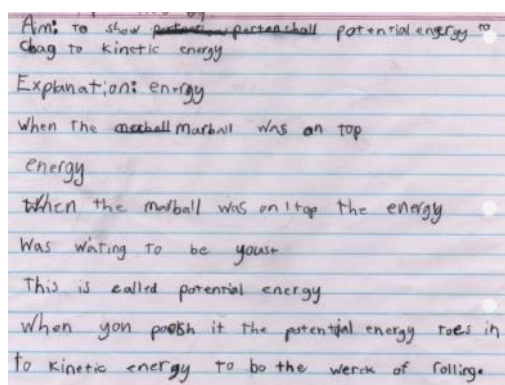 Aim: To show partenshall potential energy to
chag to kinetic energy
Explanation: energy
When The marball was on top
energy
When the marball was on top the energy
Was wating to be youst
This is called potential energy
When you poosh it the potential energy toes in
to kinetic energy to bo the werck of rolling.